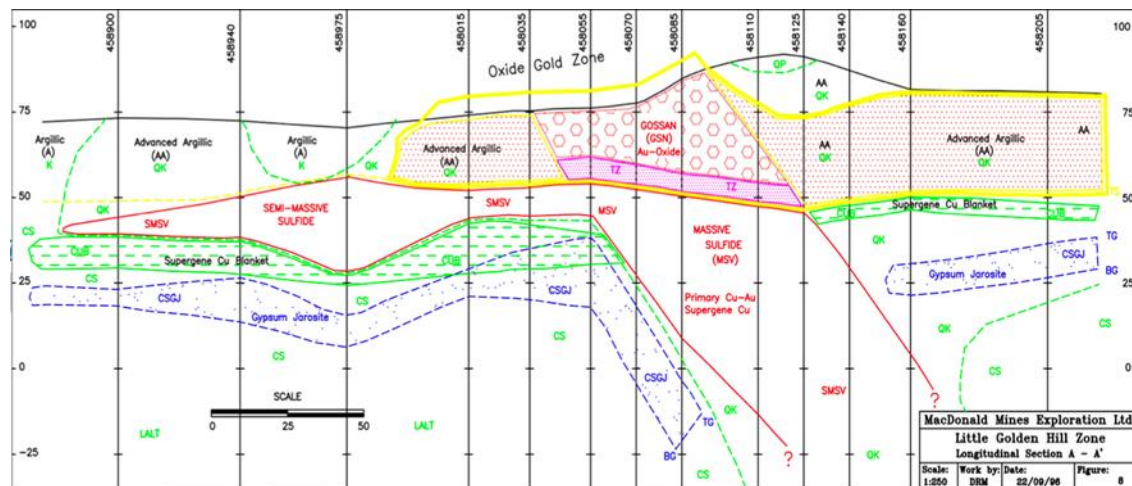 100
458900
458940
458975
458015
458035
458055
458070
458085
458110
458125
458140
458160
458205
100
Oxide Gold Zone
QP
75
75
Argillic
(A)
K
Advanced Argillic
(AA)
QK
Argillic
(A)
K
QK
Advanced Argillic
(AA)
QK
GOSSAN
(GSN)
Au-Oxide
AA
QK
AA
QK
Advanced Argillic
(AA)
QK
AA
TZ
TZ
50
50
QK
SMSV
SEMI-MASSIVE
SULFIDE
SMSV
MSV
CUB
Supergene Cu Blanket
CUB
CS
CUB
Supergene Cu Blanket
CUB
MASSIVE
SULFIDE
(MSV)
QK
TG
25
25
CS
CSGJ
Gypsum Jarosite
CS
CSGJ
Primary Cu-Au
Supergene Cu
Gypsum Jarosite
CSGJ
BG
QK
CS
0
0
CS
CS
CSGJ
SMSV
CS
SCALE
0
25
50
QK
TG
?
?
LALT
LALT
-25
BG
CS
QK
MacDonald Mines Exploration Ltd
Little Golden Hill Zone
Longitudinal Section A - A'
Scale:
1:250
Work by:
DRM
Date:
22/09/96
Figure:
8